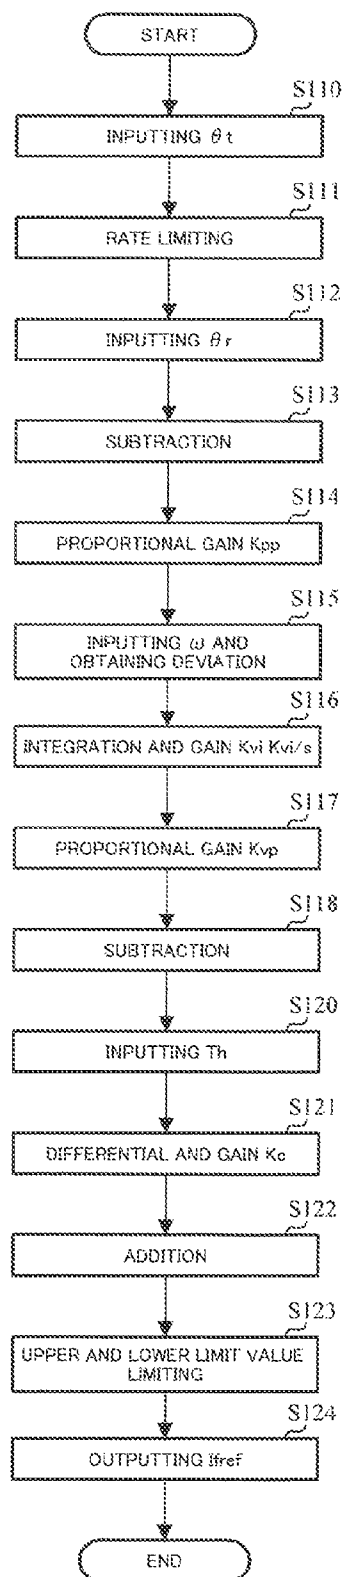 START
S110
INPUTTING θt
S111
RATE LIMITING
S112
INPUTTING θr
S113
SUBTRACTION
S114
PROPORTIONAL GAIN Kpp
S115
INPUTTING ω AND
OBTAINING DEVIATION
S116
INTEGRATION AND GAIN Kvi Kvi/s
S117
PROPORTIONAL GAIN Kvp
S118
SUBTRACTION
S120
INPUTTING Th
S121
DIFFERENTIAL AND GAIN Kc
S122
ADDITION
S123
UPPER AND LOWER LIMIT VALUE
LIMITING
S124
OUTPUTTING Ifref
END